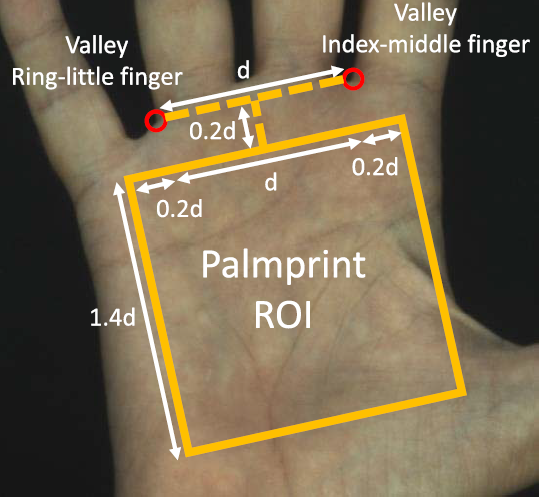 Valley
Ring-little finger
Valley
Index-middle finger
d
0.2d
d
0.2d
0.2d
1.4d
Palmprint
ROI